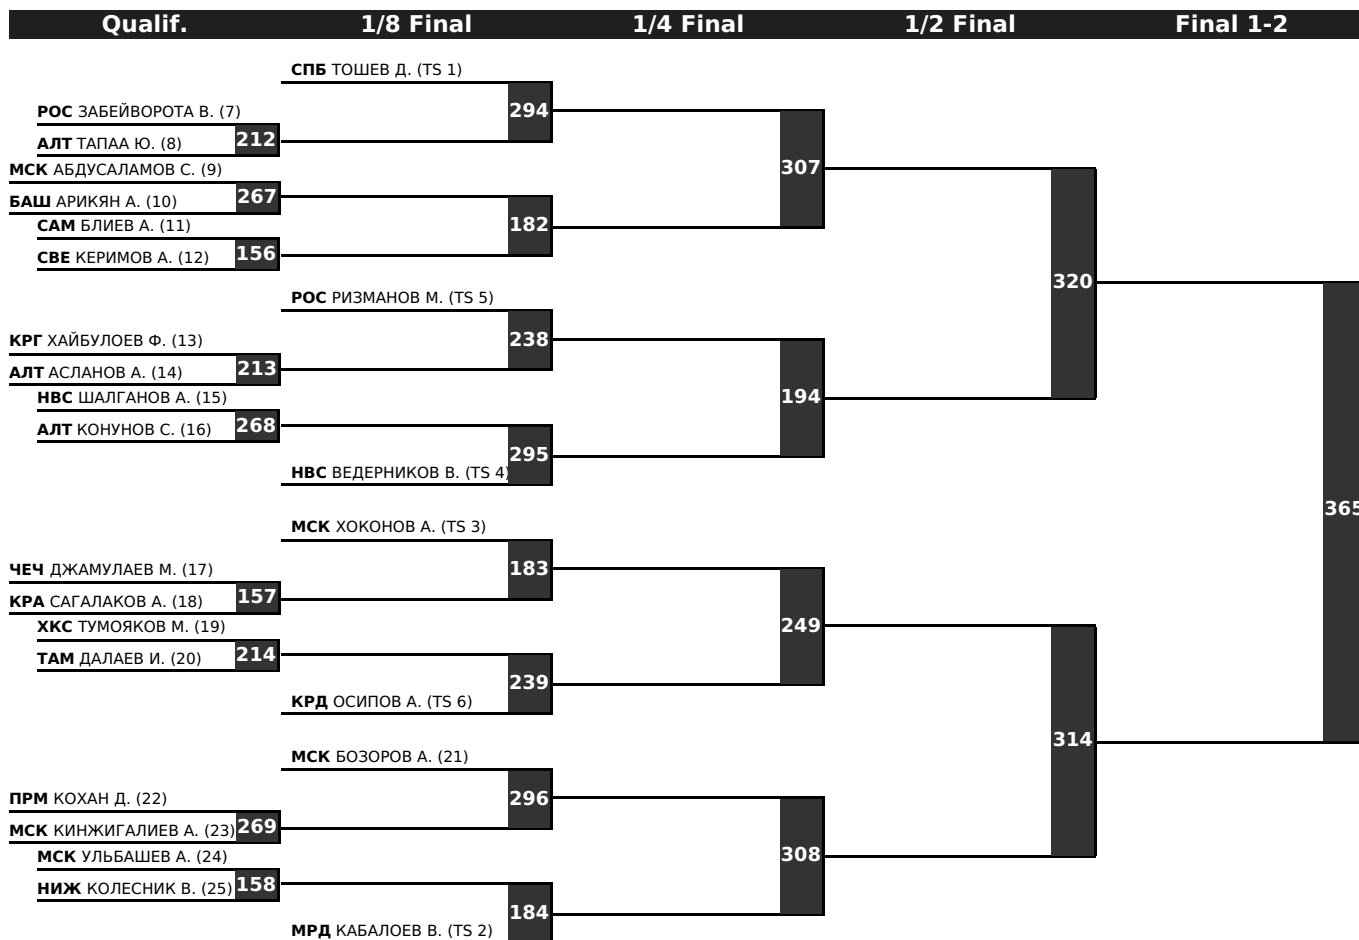 Qualif. 1/8 Final 1/4 Final 1/2 Final Final 1-2
СПБ ТОШЕВ Д. (TS 1)
294
РОС ЗАБЕЙВОРОТА В. (7)
212
АЛТ ТАПАА Ю. (8)
307
МСК АБДУСАЛАМОВ С. (9)
267
БАШ АРИКЯН А. (10)
182
САМ БЛИЕВ А. (11)
156
СВЕ КЕРИМОВ А. (12)
320
РОС РИЗМАНОВ М. (TS 5)
238
КРГ ХАЙБУЛОЕВ Ф. (13)
213
АЛТ АСЛАНОВ А. (14)
194
НВС ШАЛГАНОВ А. (15)
268
АЛТ КОНУНОВ С. (16)
295
НВС ВЕДЕРНИКОВ В. (TS 4)
365
МСК ХОКОНОВ А. (TS 3)
183
ЧЕЧ ДЖАМУЛАЕВ М. (17)
157
КРА САГАЛАКОВ А. (18)
249
ХКС ТУМОЯКОВ М. (19)
214
ТАМ ДАЛАЕВ И. (20)
239
КРД ОСИПОВ А. (TS 6)
314
МСК БОЗОРОВ А. (21)
296
ПРМ КОХАН Д. (22)
269
МСК КИНЖИГАЛИЕВ А. (23)
308
МСК УЛЬБАШЕВ А. (24)
158
НИЖ КОЛЕСНИК В. (25)
184
МРД КАБАЛОЕВ В. (TS 2)